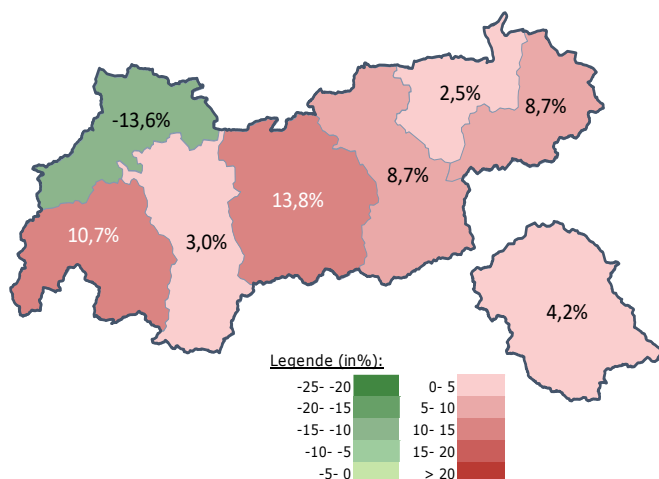 2,5%
8,7%
-13,6%
8,7%
13,8%
10,7%
3,0%
4,2%
Legende (in%):
-25- -20 0- 5
-20- -15 5- 10
-15- -10 10- 15
-10- -5 15- 20
-5- 0 > 20